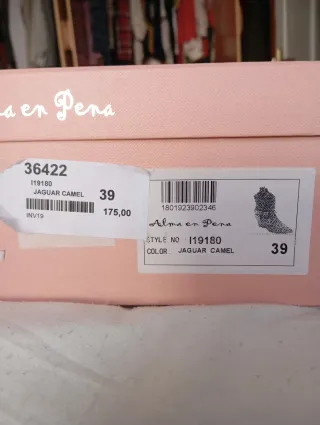 a en Pena
36422
I19180
JAGUAR CAMEL 39
INV19 175,00
1801923902346
Alma en Pena
STYLE NO I19180
COLOR JAGUAR CAMEL 39